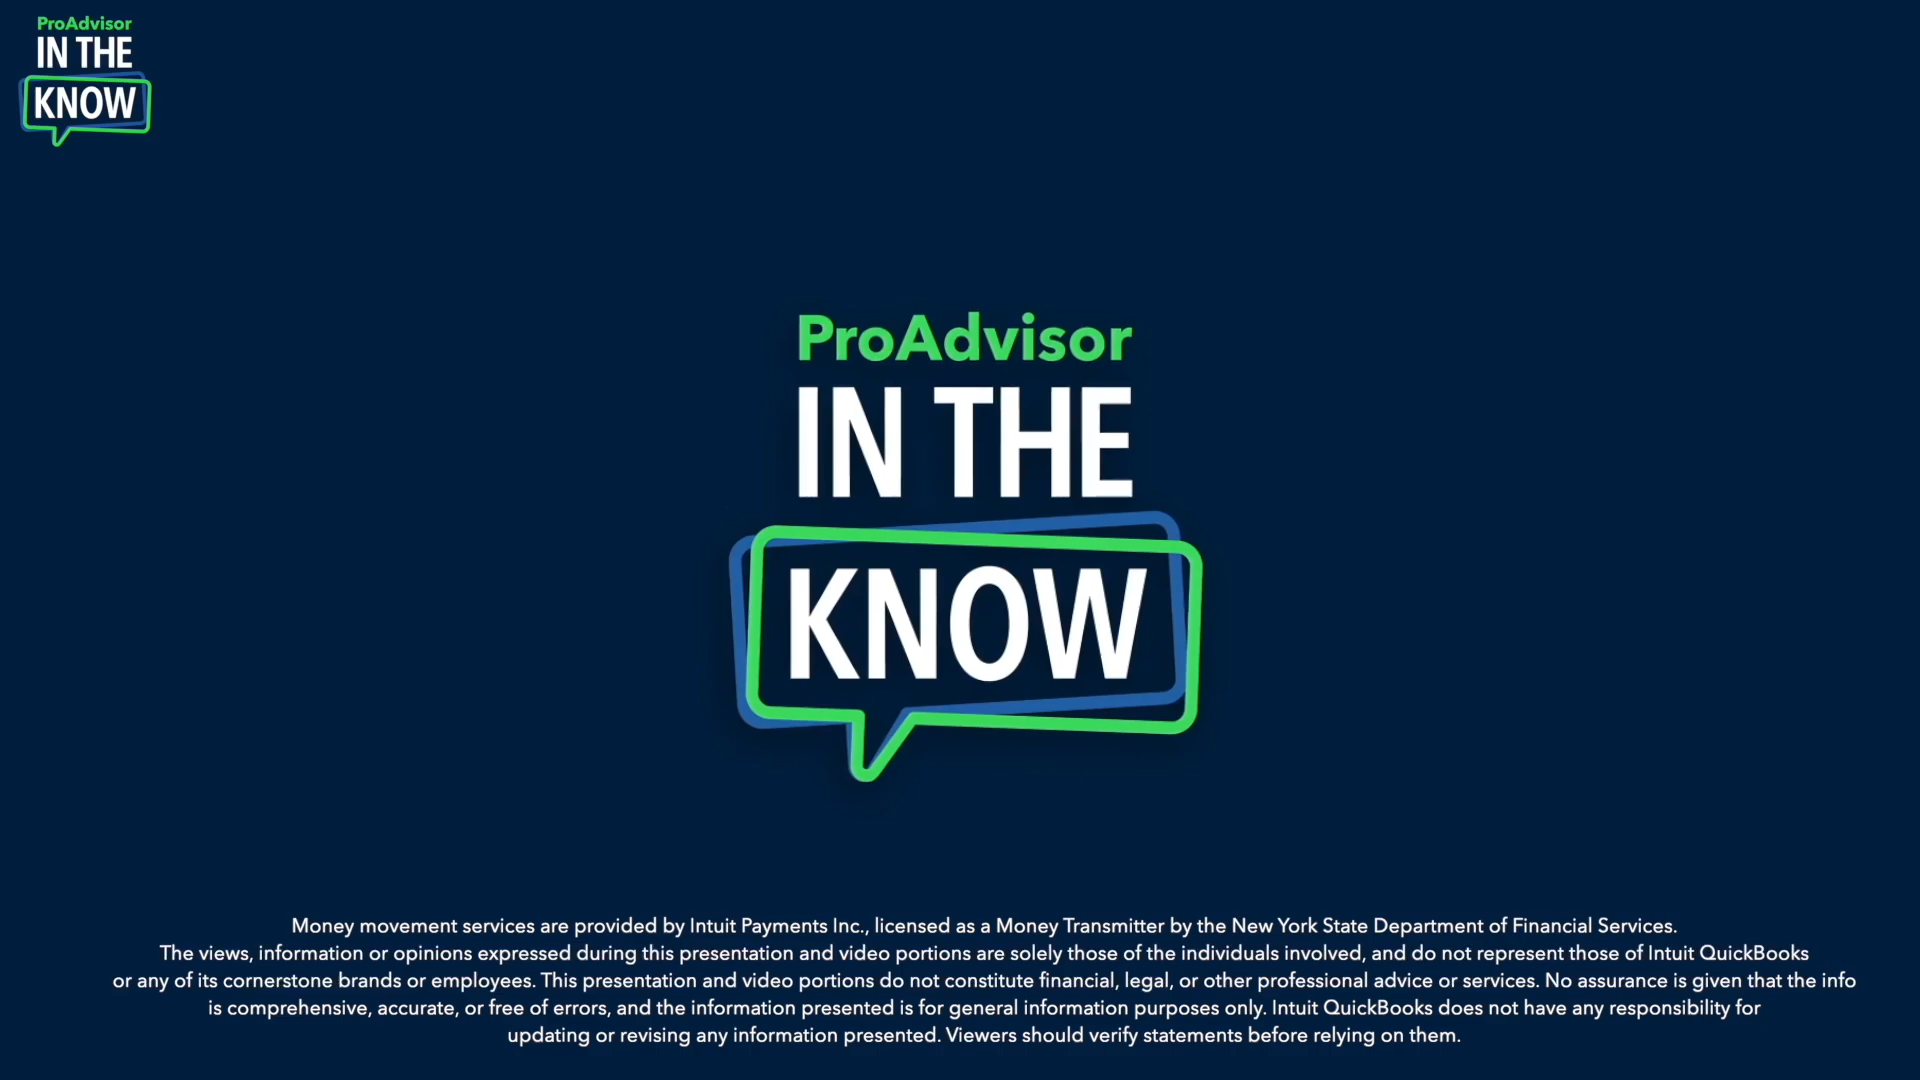 ProAdvisor
IN THE
KNOW
ProAdvisor
IN THE
KNOW
Money movement services are provided by Intuit Payments Inc., licensed as a Money Transmitter by the New York State Department of Financial Services.
The views, information or opinions expressed during this presentation and video portions are solely those of the individuals involved, and do not represent those of Intuit QuickBooks
or any of its cornerstone brands or employees. This presentation and video portions do not constitute financial, legal, or other professional advice or services. No assurance is given that the info
is comprehensive, accurate, or free of errors, and the information presented is for general information purposes only. Intuit QuickBooks does not have any responsibility for
updating or revising any information presented. Viewers should verify statements before relying on them.